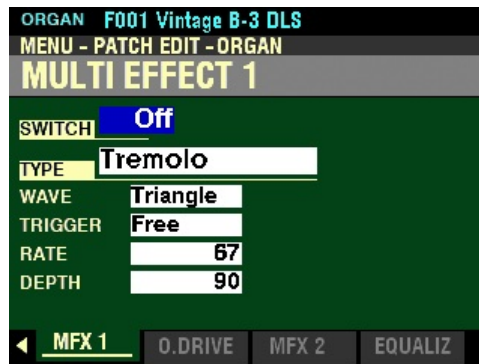 ORGAN F001 Vintage B-3 DLS
MENU - PATCH EDIT - ORGAN
MULTI EFFECT 1
SWITCH Off
TYPE Tremolo
WAVE Triangle
TRIGGER Free
RATE 67
DEPTH 90
MFX 1 O.DRIVE MFX 2 EQUALIZ